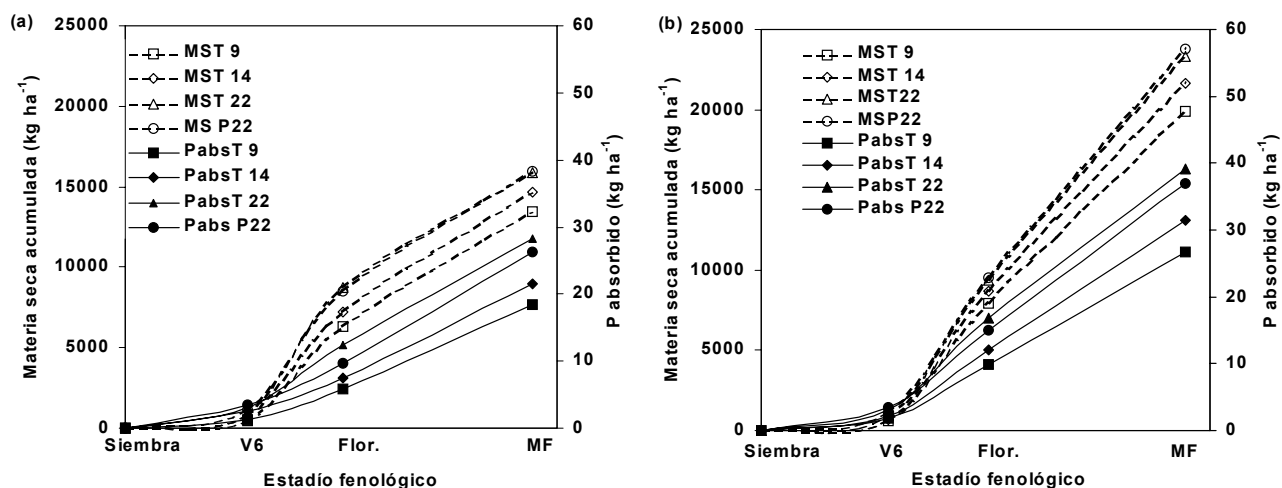 (a)
Materia seca acumulada (kg ha-1)
25000
20000
15000
10000
5000
0
MST 9
MST 14
MST 22
MS P22
PabsT 9
PabsT 14
PabsT 22
Pabs P22
60
50
40
30
20
10
0
P absorbido (kg ha-1)
Siembra V6 Flor. MF
Estadío fenológico
(b)
Materia seca acumulada (kg ha-1)
25000
20000
15000
10000
5000
0
MST 9
MST 14
MST22
MSP22
PabsT 9
PabsT 14
PabsT 22
Pabs P22
60
50
40
30
20
10
0
P absorbido (kg ha-1)
Siembra V6 Flor. MF
Estadío fenológico